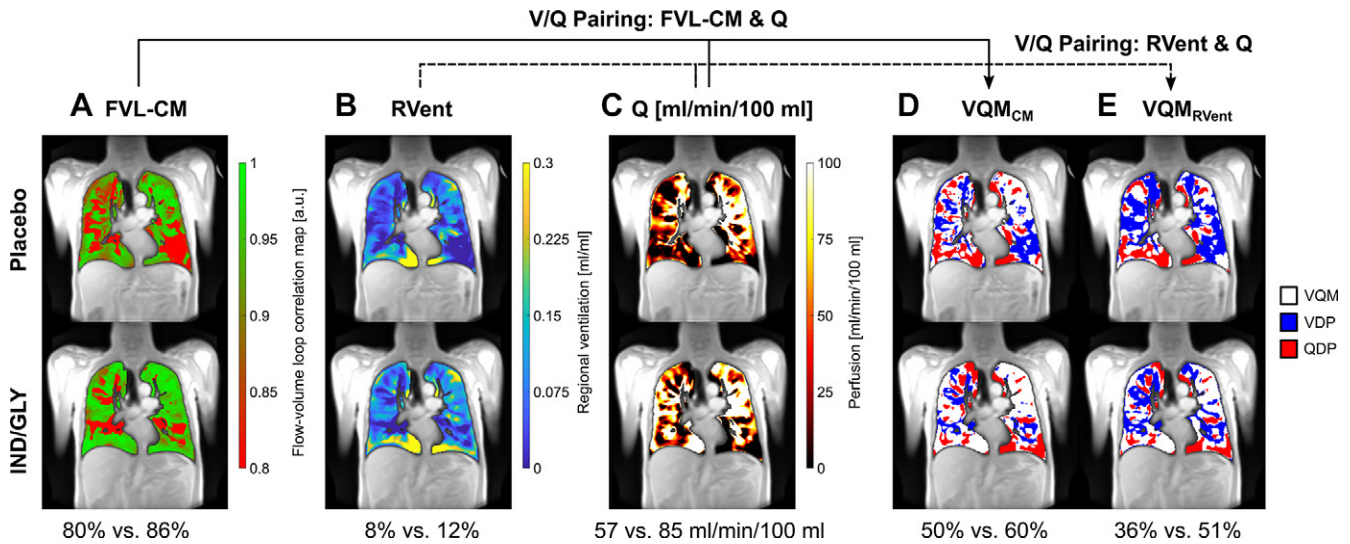 V/Q Pairing: FVL-CM & Q
V/Q Pairing: RVent & Q
A FVL-CM
B RVent
C Q [ml/min/100 ml]
D VQM_CM
E VQM_RVent
Placebo
IND/GLY
1
0.95
0.9
0.85
0.8
Flow-volume loop correlation map [a.u.]
0.3
0.225
0.15
0.075
0
Regional ventilation [ml/ml]
100
75
50
25
0
Perfusion [ml/min/100 ml]
VQM
VDP
QDP
80% vs. 86%
8% vs. 12%
57 vs. 85 ml/min/100 ml
50% vs. 60%
36% vs. 51%